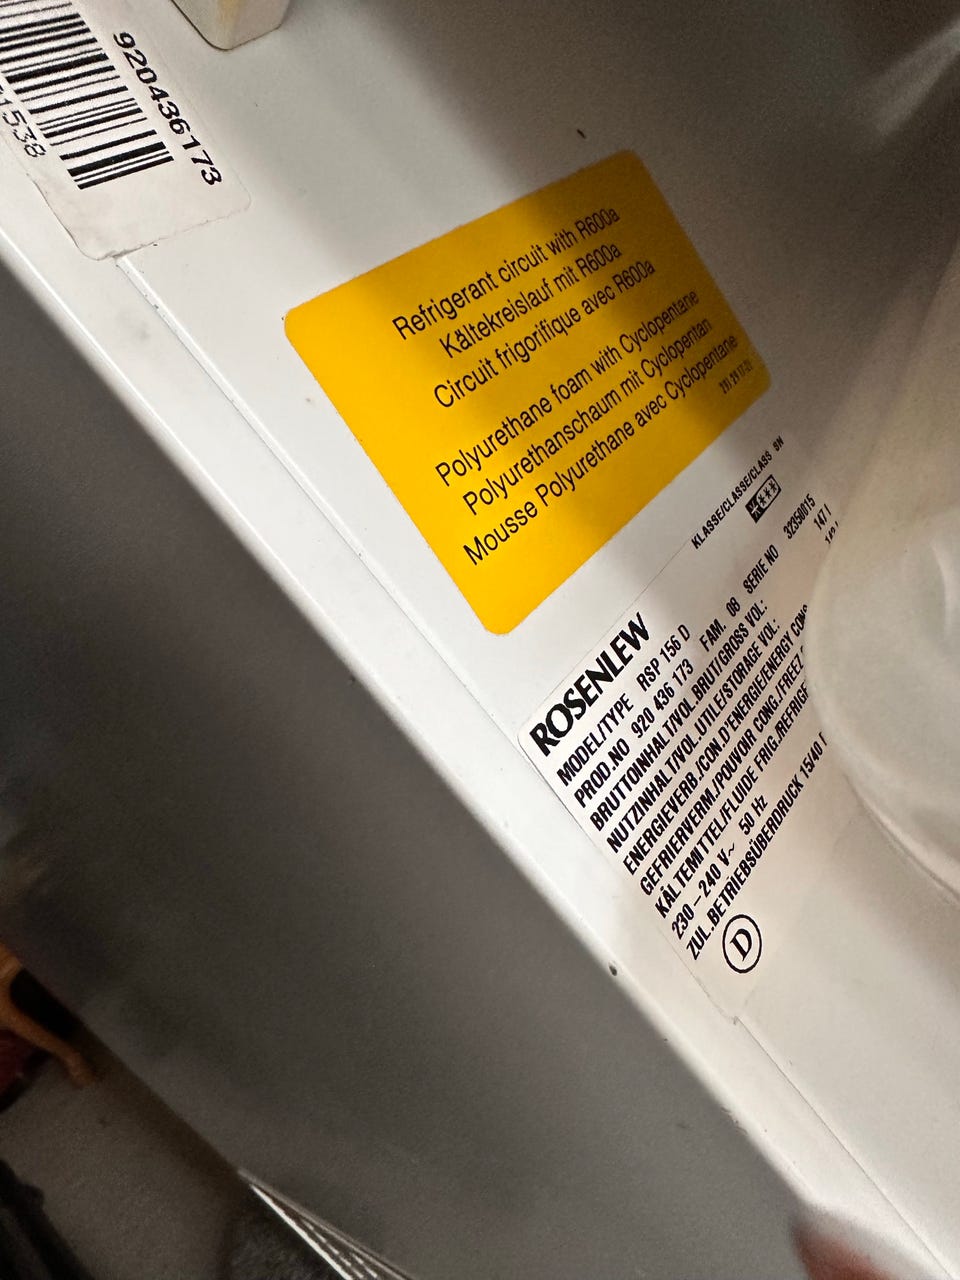 920436173
1538
Refrigerant circuit with R600a
Kältekreislauf mit R600a
Circuit frigorifique avec R600a
Polyurethane foam with Cyclopentane
Polyurethanschaum mit Cyclopentan
Mousse Polyurethane avec Cyclopentane
KLASSE/CLASSE/CLASS SN
***
ROSENLEW
MODEL/TYPE RSP 156 D
PROD.NO 920 436 173 FAM. 08 SERIE NO 32350015
BRUTTOINHALT/VOL.BRUT/GROSS VOL: 147 l
NUTZINHALT/VOL.UTILE/STORAGE VOL:
ENERGIEVERB./CON.D'ENERGIE/ENERGY CONS
GEFRIERVERM./POUVOIR CONG./FREEZ
KÄLTEMITTEL/FLUIDE FRIG./REFRIGE
230–240 V~ 50 Hz
ZUL.BETRIEBSÜBERDRUCK 15/40
D